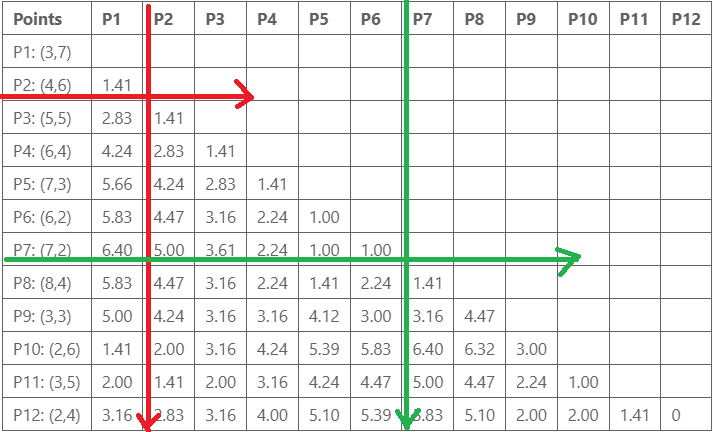 Points P1 P2 P3 P4 P5 P6 P7 P8 P9 P10 P11 P12
P1: (3,7)
P2: (4,6) 1.41
P3: (5,5) 2.83 1.41
P4: (6,4) 4.24 2.83 1.41
P5: (7,3) 5.66 4.24 2.83 1.41
P6: (6,2) 5.83 4.47 3.16 2.24 1.00
P7: (7,2) 6.40 5.00 3.61 2.24 1.00 1.00
P8: (8,4) 5.83 4.47 3.16 2.24 1.41 2.24 1.41
P9: (3,3) 5.00 4.24 3.16 3.16 4.12 3.00 3.16 4.47
P10: (2,6) 1.41 2.00 3.16 4.24 5.39 5.83 6.40 6.32 3.00
P11: (3,5) 2.00 1.41 2.00 3.16 4.24 4.47 5.00 4.47 2.24 1.00
P12: (2,4) 3.16 2.83 3.16 4.00 5.10 5.39 5.10 2.00 2.00 1.41 0